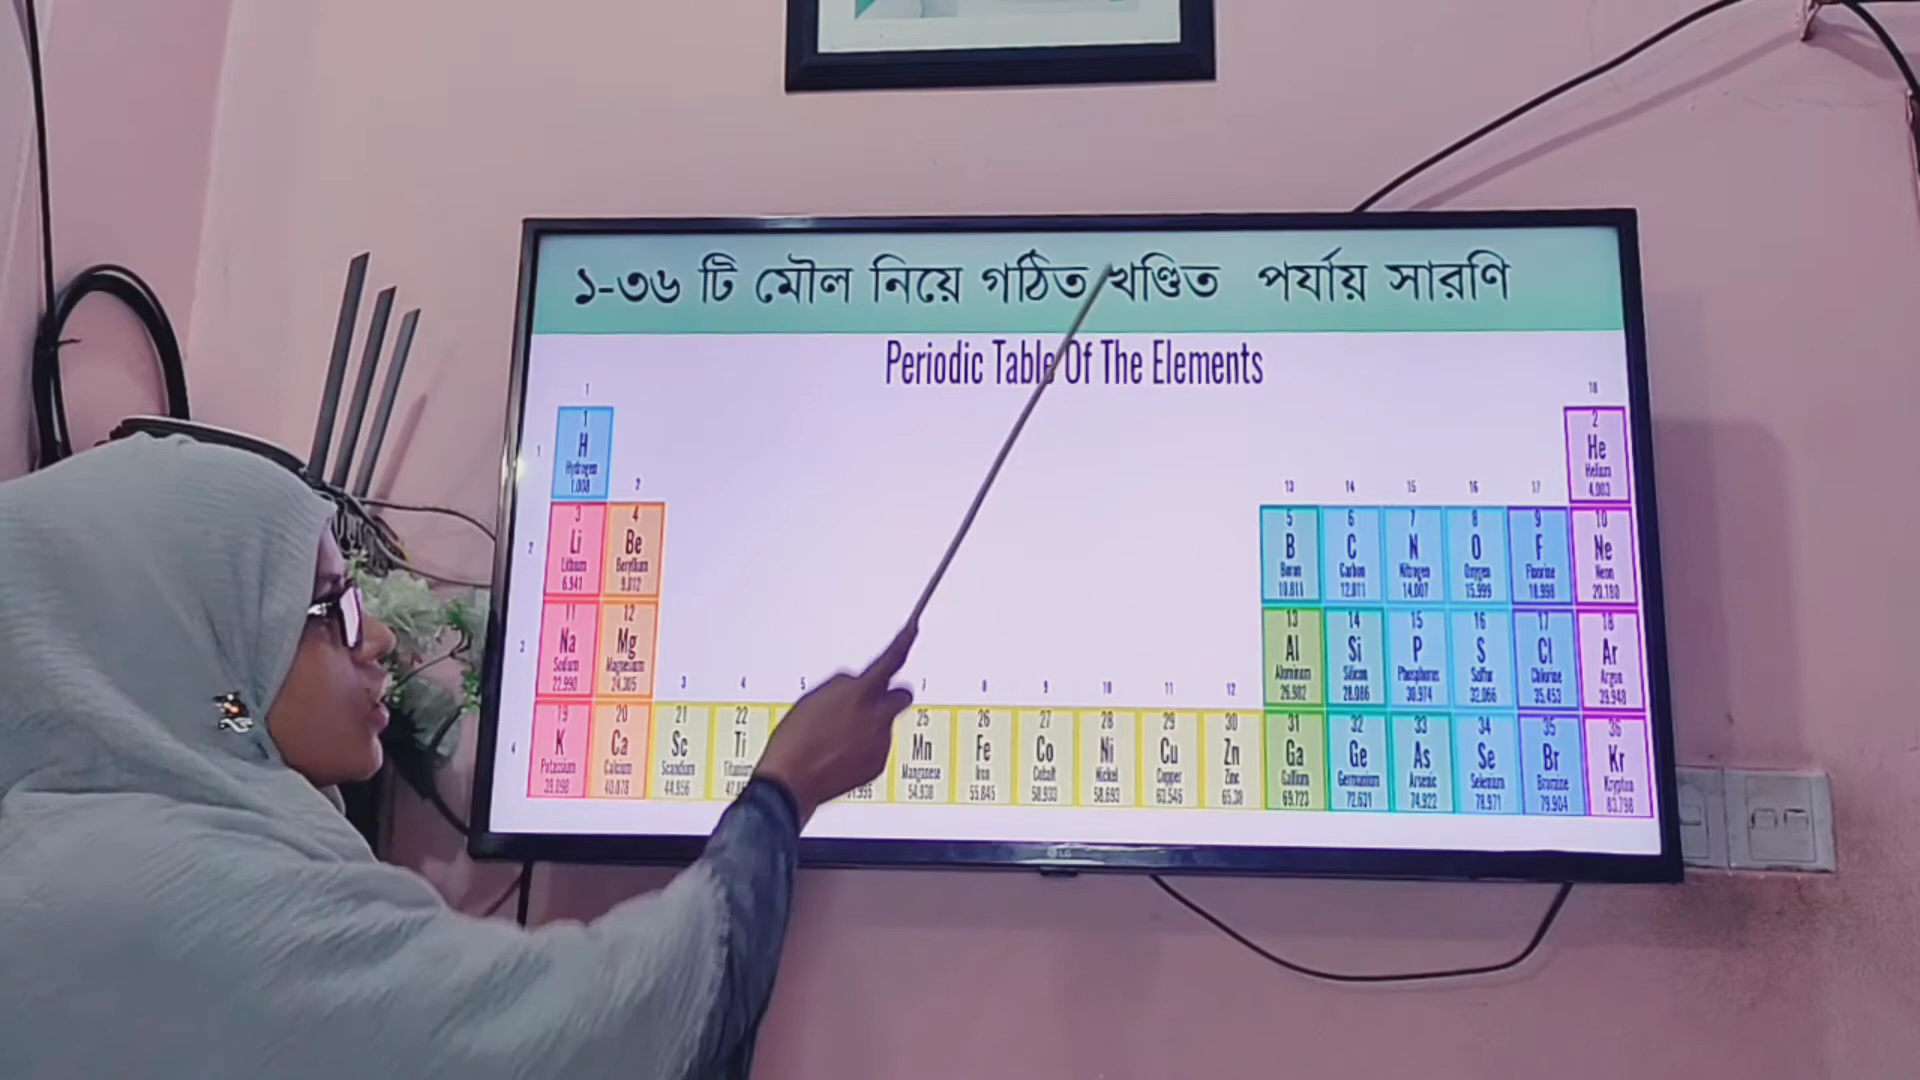 ১-৩৬ টি মৌল নিয়ে গঠিত খণ্ডিত পর্যায় সারণি
Periodic Table Of The Elements
1 18
1 H Hydrogen 1.008
2 He Helium 4.003
1
2 13 14 15 16 17
3 Li Lithium 6.941
4 Be Beryllium 9.012
5 B Boron 10.811
6 C Carbon 12.011
7 N Nitrogen 14.007
8 O Oxygen 15.999
9 F Fluorine 18.998
10 Ne Neon 20.180
2
11 Na Sodium 22.990
12 Mg Magnesium 24.305
13 Al Aluminum 26.982
14 Si Silicon 28.086
15 P Phosphorus 30.974
16 S Sulfur 32.066
17 Cl Chlorine 35.453
18 Ar Argon 39.948
3
3 4 5 7 8 9 10 11 12
19 K Potassium 39.098
20 Ca Calcium 40.078
21 Sc Scandium 44.956
22 Ti Titanium
25 Mn Manganese 54.938
26 Fe Iron 55.845
27 Co Cobalt 58.933
28 Ni Nickel 58.693
29 Cu Copper 63.546
30 Zn Zinc 65.38
31 Ga Gallium 69.723
32 Ge Germanium 72.631
33 As Arsenic 74.922
34 Se Selenium 78.971
35 Br Bromine 79.904
36 Kr Krypton 83.798
4
LG